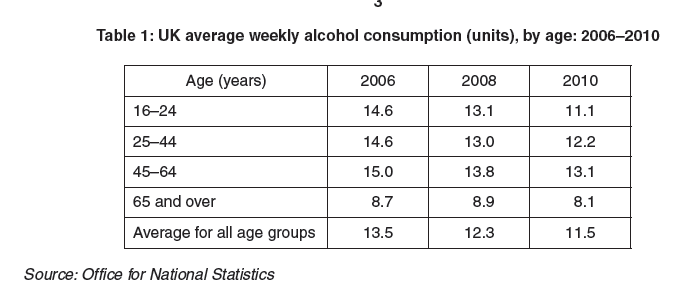 3
Table 1: UK average weekly alcohol consumption (units), by age: 2006–2010
Age (years) 2006 2008 2010
16–24 14.6 13.1 11.1
25–44 14.6 13.0 12.2
45–64 15.0 13.8 13.1
65 and over 8.7 8.9 8.1
Average for all age groups 13.5 12.3 11.5
Source: Office for National Statistics